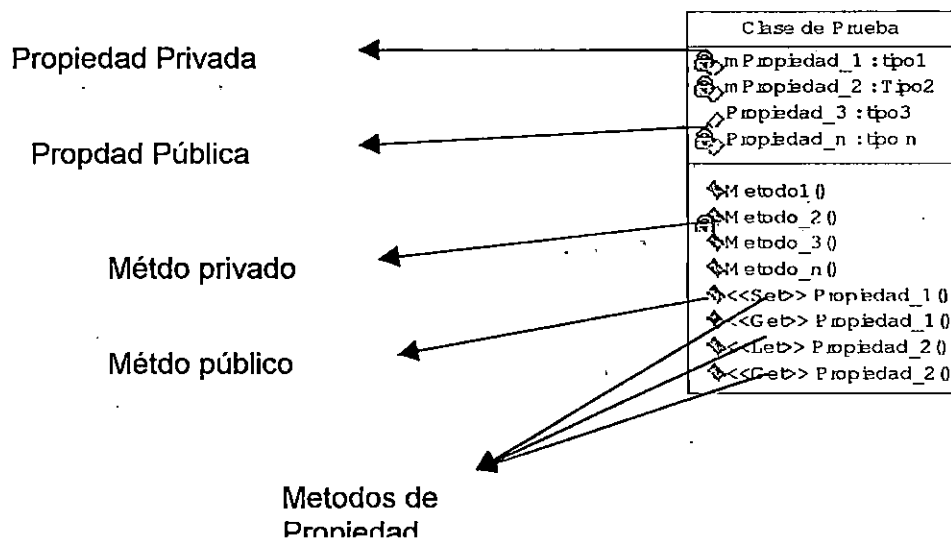 Clase de Prueba
Propiedad Privada
mPropiedad_1 :tipo1
mPropiedad_2 :Tipo2
Propiedad_3 :tipo3
Propdad Pública
Propiedad_n :tipo n
Metodo1()
Metodo_2()
Métdo privado
Metodo_3()
Metodo_n()
<<Set>> Propiedad_1()
<<Get>> Propiedad_1()
Métdo público
<<Let>> Propiedad_2()
<<Get>> Propiedad_2()
Metodos de
Propiedad